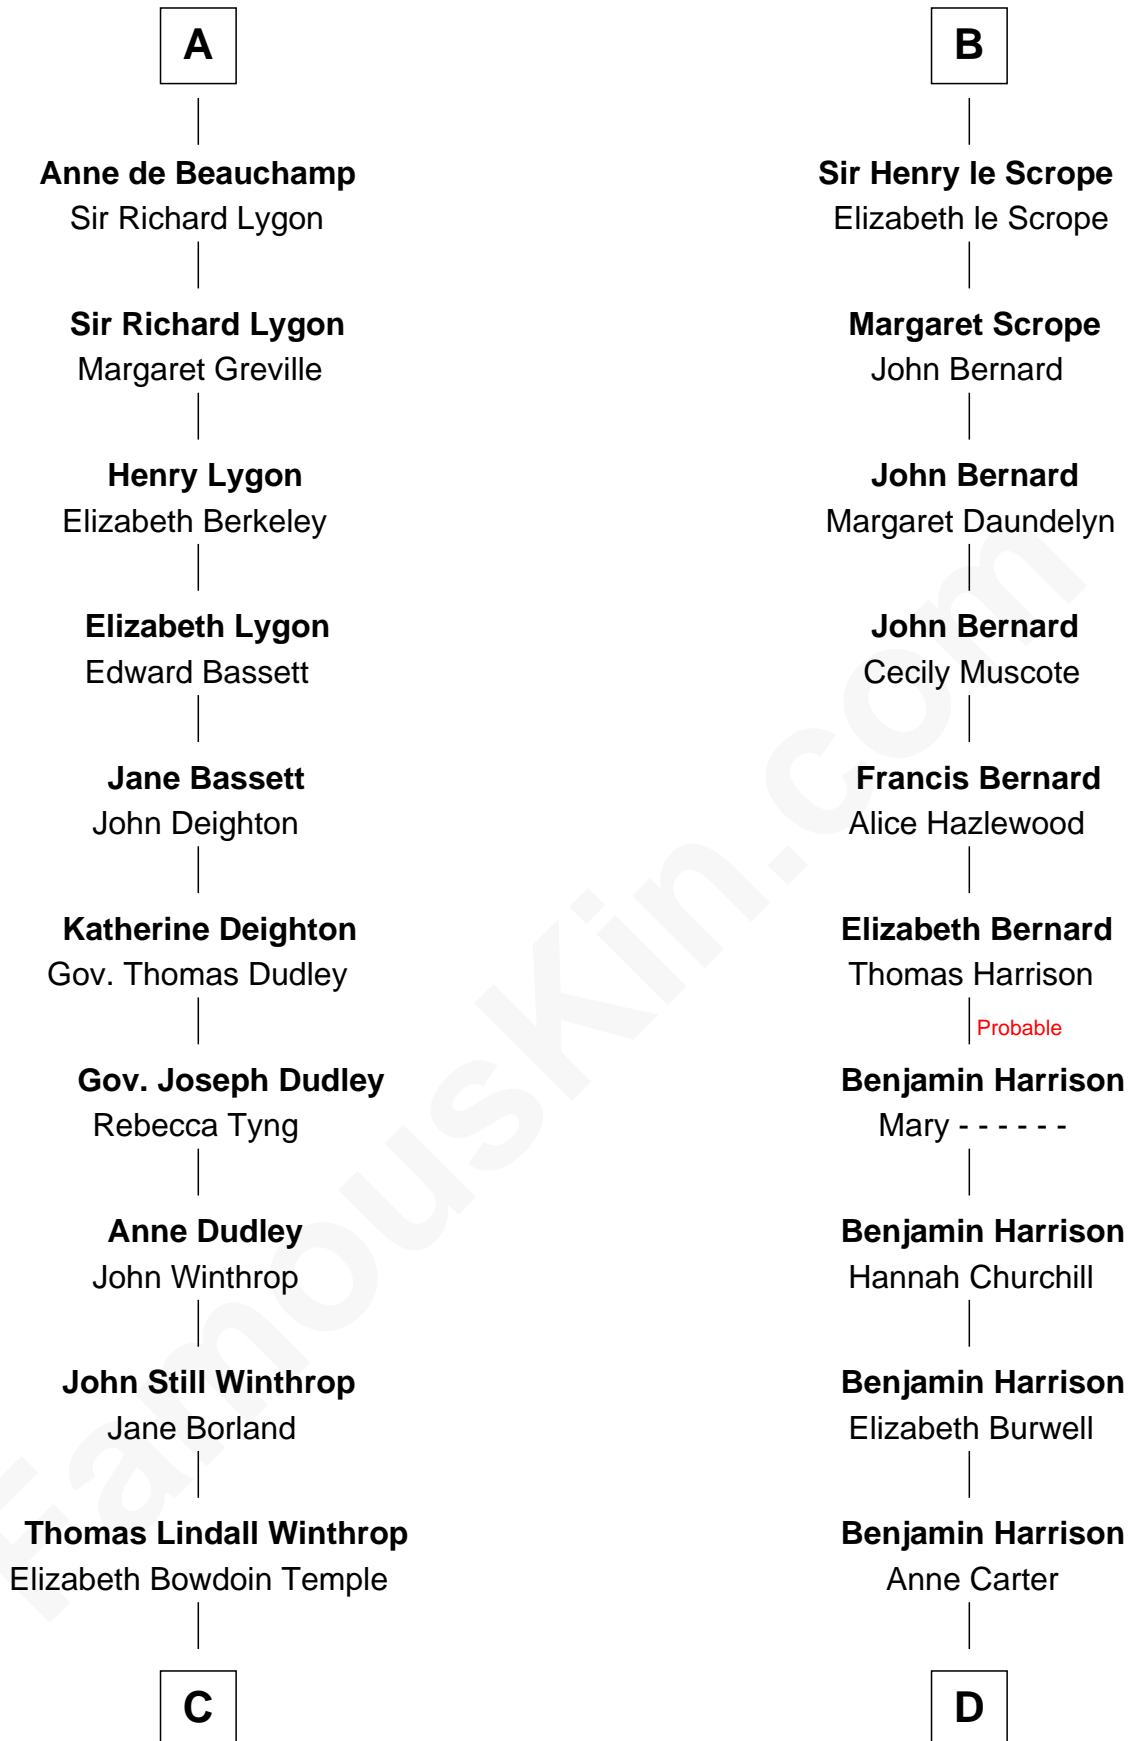 A
Anne de Beauchamp
Sir Richard Lygon
Sir Richard Lygon
Margaret Greville
Henry Lygon
Elizabeth Berkeley
Elizabeth Lygon
Edward Bassett
Jane Bassett
John Deighton
Katherine Deighton
Gov. Thomas Dudley
Gov. Joseph Dudley
Rebecca Tyng
Anne Dudley
John Winthrop
John Still Winthrop
Jane Borland
Thomas Lindall Winthrop
Elizabeth Bowdoin Temple
C
B
Sir Henry le Scrope
Elizabeth le Scrope
Margaret Scrope
John Bernard
John Bernard
Margaret Daundelyn
John Bernard
Cecily Muscote
Francis Bernard
Alice Hazlewood
Elizabeth Bernard
Thomas Harrison
Probable
Benjamin Harrison
Mary - - - - - -
Benjamin Harrison
Hannah Churchill
Benjamin Harrison
Elizabeth Burwell
Benjamin Harrison
Anne Carter
D
FamousKin.com